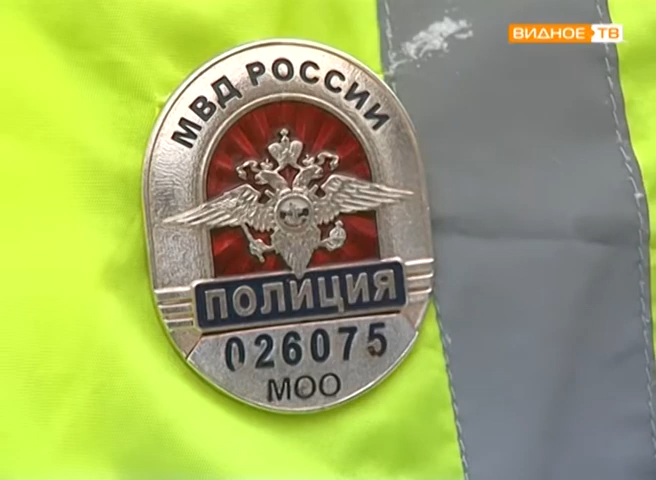 ВИДНОЕ ТВ
МВД РОССИИ
ПОЛИЦИЯ
026075
МОО